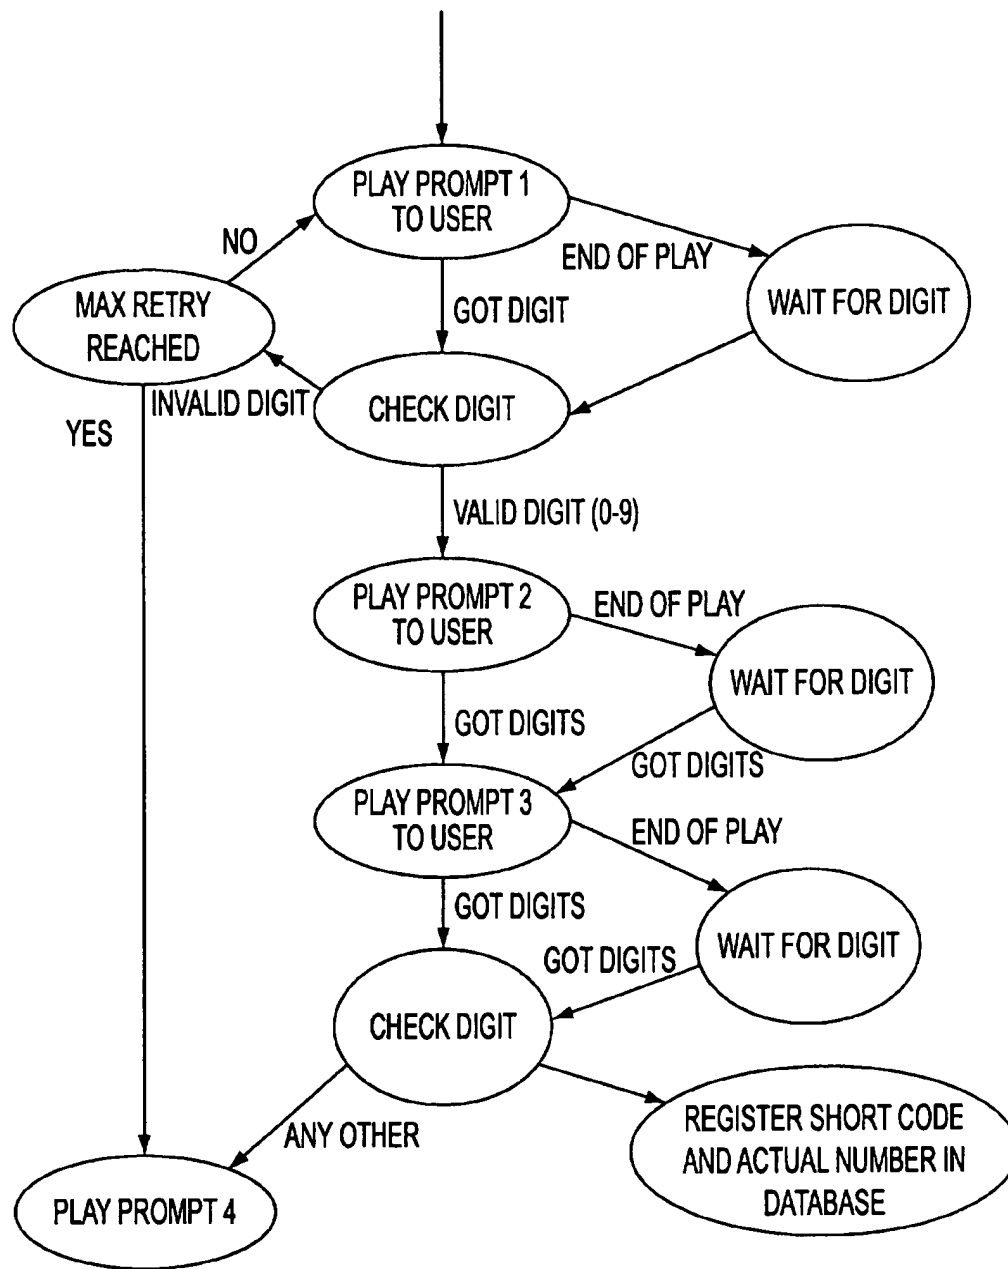 PLAY PROMPT 1
TO USER
NO
END OF PLAY
WAIT FOR DIGIT
MAX RETRY
REACHED
GOT DIGIT
INVALID DIGIT
CHECK DIGIT
YES
VALID DIGIT (0-9)
PLAY PROMPT 2
TO USER
END OF PLAY
WAIT FOR DIGIT
GOT DIGITS
GOT DIGITS
PLAY PROMPT 3
TO USER
END OF PLAY
GOT DIGITS
WAIT FOR DIGIT
GOT DIGITS
CHECK DIGIT
ANY OTHER
REGISTER SHORT CODE
AND ACTUAL NUMBER IN
DATABASE
PLAY PROMPT 4